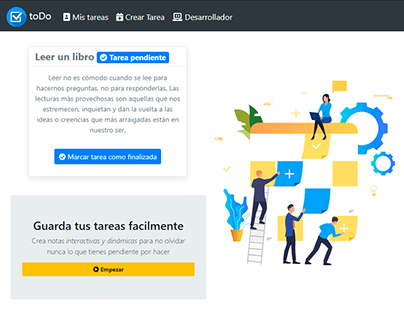 toDo Mis tareas Crear Tarea Desarrollador
Leer un libro Tarea pendiente
Leer no es cómodo cuando se lee para
hacernos preguntas, no para responderlas. Las
lecturas más provechosas son aquellas que nos
estremecen, inquietan y dan la vuelta a las
ideas o creencias que más arraigadas están en
nuestro ser.
Marcar tarea como finalizada
Guarda tus tareas facilmente
Crea notas interactivas y dinámicas para no olvidar
nunca lo que tienes pendiente por hacer
Empezar